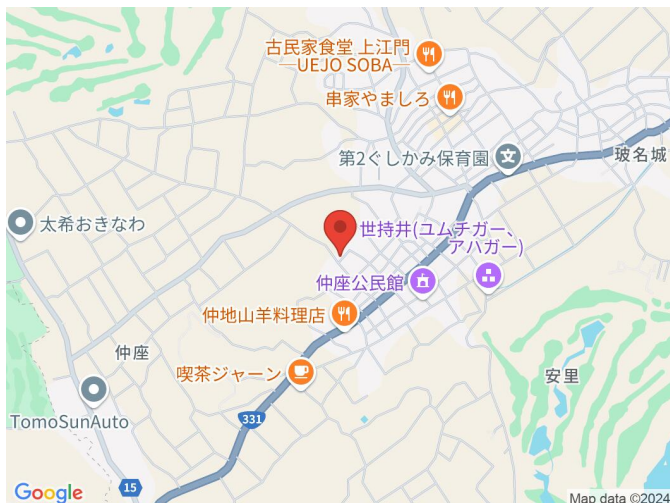 古民家食堂 上江門
―UEJO SOBA―
串家やましろ
第2ぐしかみ保育園
玻名城
太希おきなわ
世持井(ユムチガー、
アハガー)
仲座公民館
仲地山羊料理店
仲座
喫茶ジャーン
安里
TomoSunAuto
331
15
Google
Map data ©2024